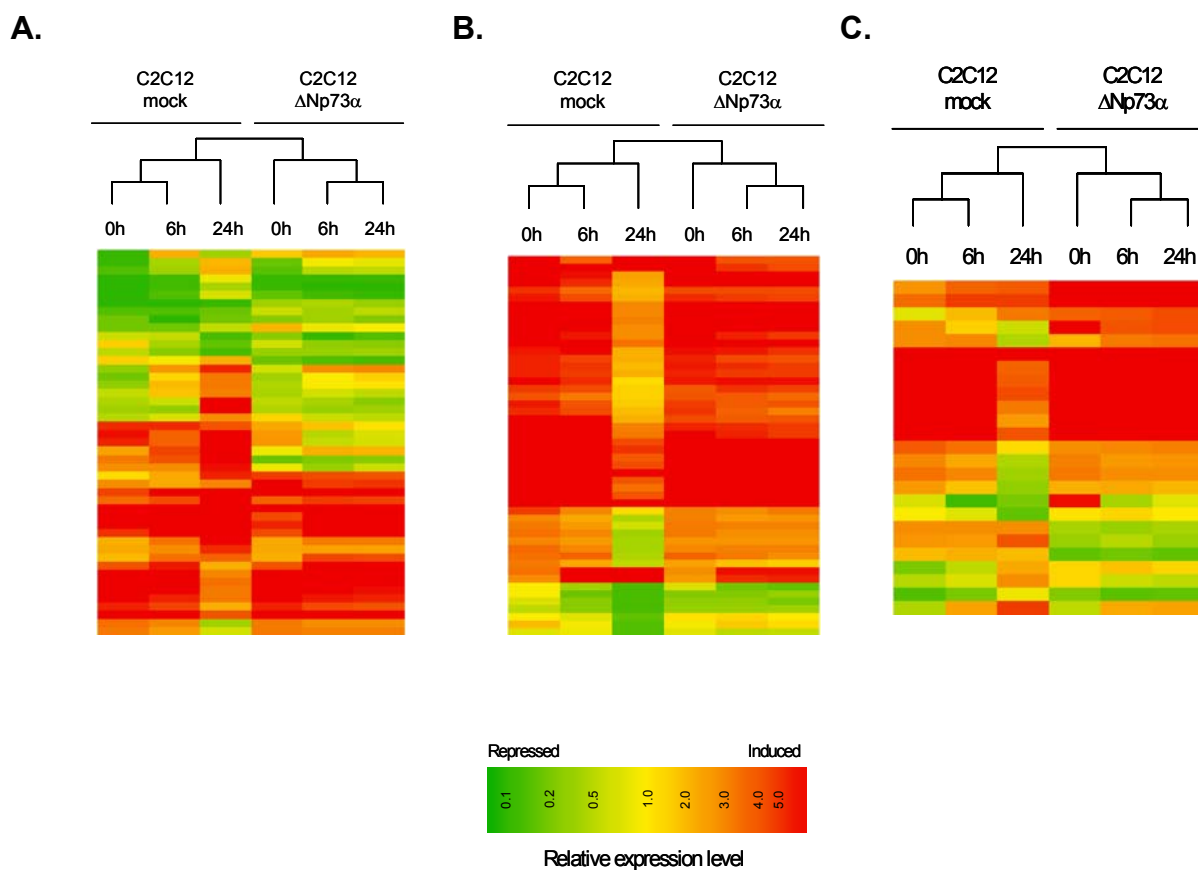 A.
C2C12
mock
C2C12
ΔNp73α
0h 6h 24h 0h 6h 24h
B.
C2C12
mock
C2C12
ΔNp73α
0h 6h 24h 0h 6h 24h
C.
C2C12
mock
C2C12
ΔNp73α
0h 6h 24h 0h 6h 24h
Repressed Induced
0.1 0.2 0.5 1.0 2.0 3.0 4.0 5.0
Relative expression level